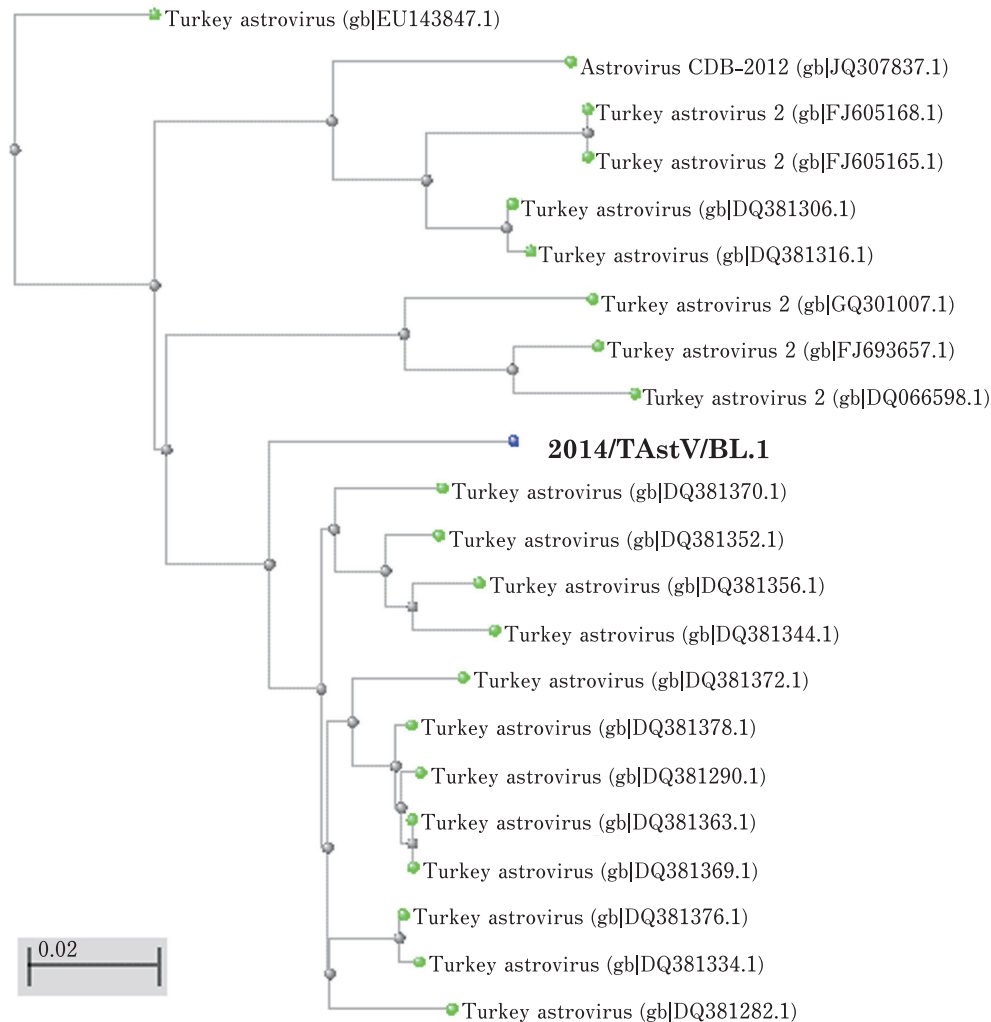 Turkey astrovirus (gb|EU143847.1)
Astrovirus CDB-2012 (gb|JQ307837.1)
Turkey astrovirus 2 (gb|FJ605168.1)
Turkey astrovirus 2 (gb|FJ605165.1)
Turkey astrovirus (gb|DQ381306.1)
Turkey astrovirus (gb|DQ381316.1)
Turkey astrovirus 2 (gb|GQ301007.1)
Turkey astrovirus 2 (gb|FJ693657.1)
Turkey astrovirus 2 (gb|DQ066598.1)
2014/TAstV/BL.1
Turkey astrovirus (gb|DQ381370.1)
Turkey astrovirus (gb|DQ381352.1)
Turkey astrovirus (gb|DQ381356.1)
Turkey astrovirus (gb|DQ381344.1)
Turkey astrovirus (gb|DQ381372.1)
Turkey astrovirus (gb|DQ381378.1)
Turkey astrovirus (gb|DQ381290.1)
Turkey astrovirus (gb|DQ381363.1)
Turkey astrovirus (gb|DQ381369.1)
Turkey astrovirus (gb|DQ381376.1)
Turkey astrovirus (gb|DQ381334.1)
Turkey astrovirus (gb|DQ381282.1)
0.02